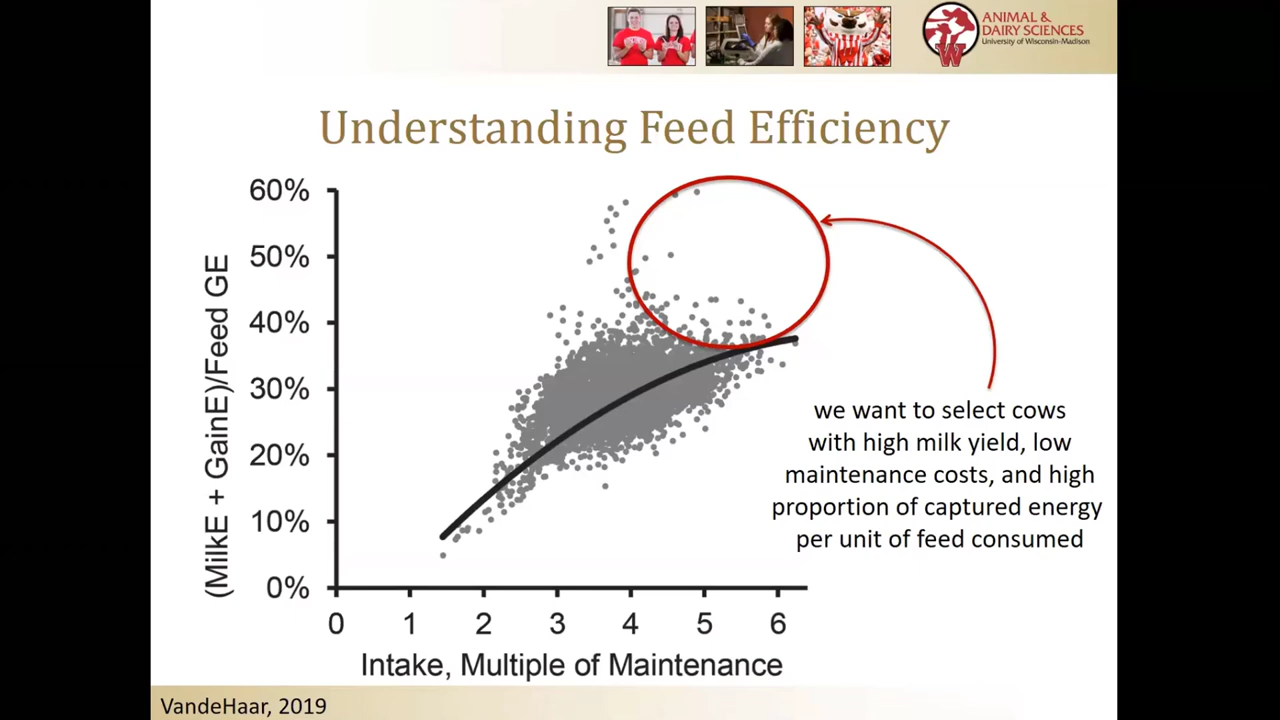 ANIMAL &
DAIRY SCIENCES
University of Wisconsin-Madison
W
Understanding Feed Efficiency
(MilkE + GainE)/Feed GE
60%
50%
40%
30%
20%
10%
0%
0 1 2 3 4 5 6
Intake, Multiple of Maintenance
we want to select cows
with high milk yield, low
maintenance costs, and high
proportion of captured energy
per unit of feed consumed
VandeHaar, 2019